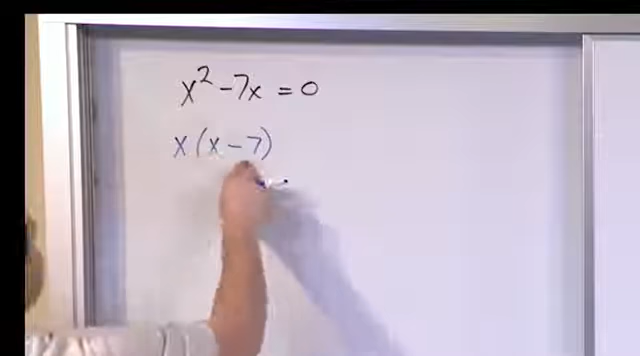 x² - 7x = 0
x(x - 7)